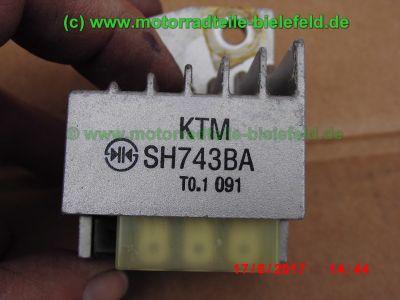 (c) www.motorradteile-bielefeld.de
KTM
SH743BA
T0.1 091
(c) www.motorradteile-bielefeld.de
17/8/2017 14:44